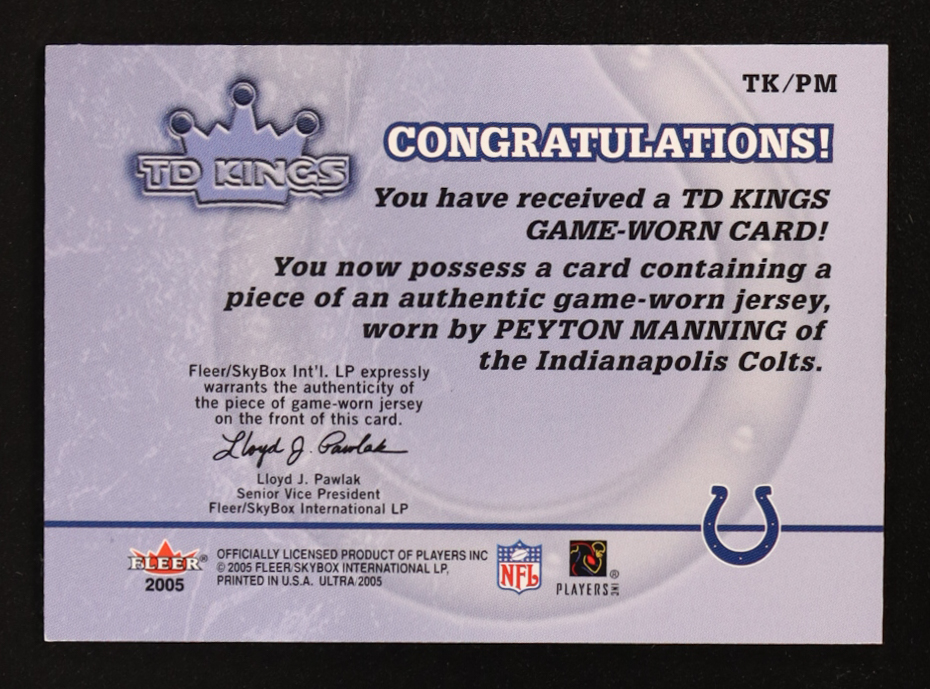 TK/PM
TD KINGS
CONGRATULATIONS!
You have received a TD KINGS
GAME-WORN CARD!
You now possess a card containing a
piece of an authentic game-worn jersey,
worn by PEYTON MANNING of
the Indianapolis Colts.
Fleer/SkyBox Int'l. LP expressly
warrants the authenticity of
the piece of game-worn jersey
on the front of this card.
Lloyd J. Pawlak
Lloyd J. Pawlak
Senior Vice President
Fleer/SkyBox International LP
FLEER®
2005
OFFICIALLY LICENSED PRODUCT OF PLAYERS INC
© 2005 FLEER/SKYBOX INTERNATIONAL LP,
PRINTED IN U.S.A. ULTRA 2005
NFL
PLAYERS INC ®